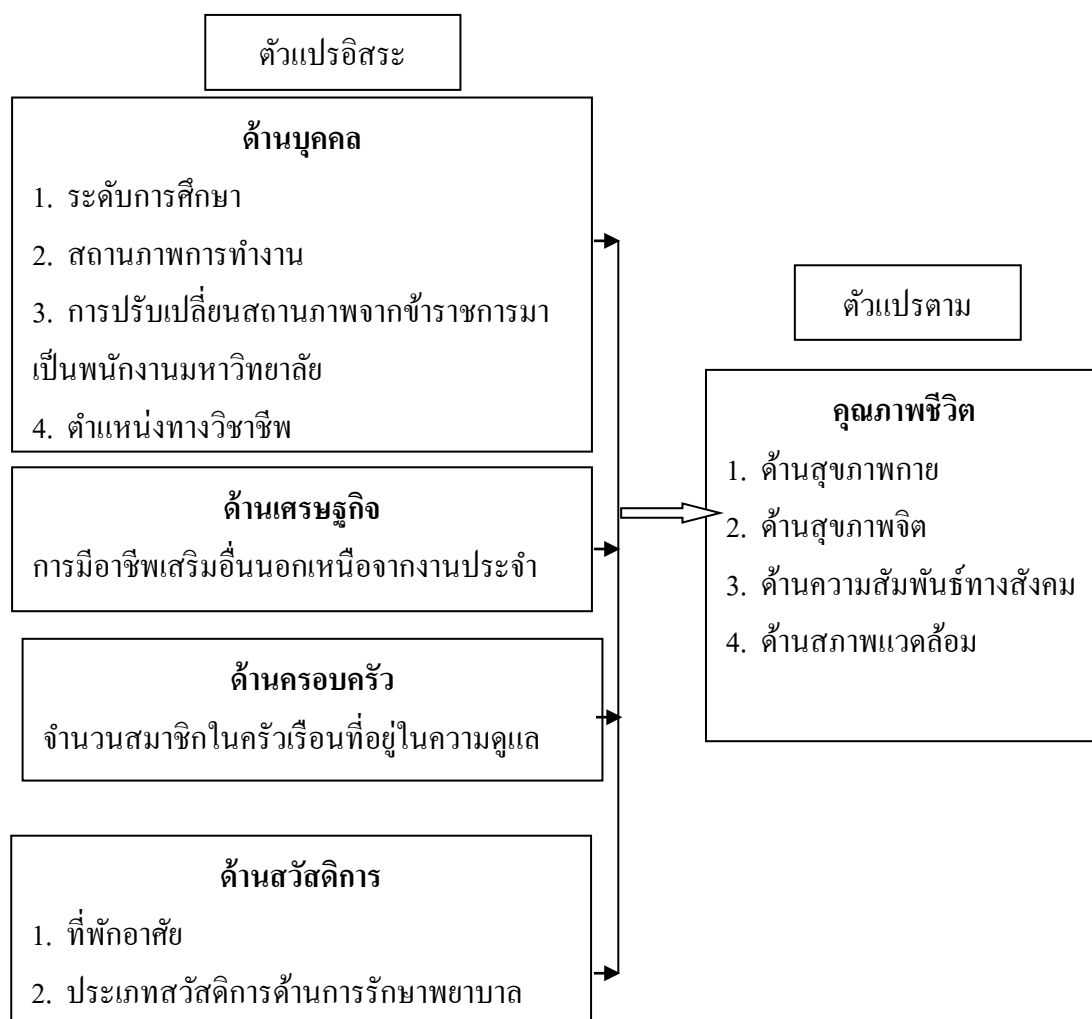 ตัวแปรอิสระ
ด้านบุคคล
1. ระดับการศึกษา
2. สถานภาพการทำงาน
3. การปรับเปลี่ยนสถานภาพจากข้าราชการมา
เป็นพนักงานมหาวิทยาลัย
4. ตำแหน่งทางวิชาชีพ
ด้านเศรษฐกิจ
การมีอาชีพเสริมอื่นนอกเหนือจากงานประจำ
ด้านครอบครัว
จำนวนสมาชิกในครัวเรือนที่อยู่ในความดูแล
ด้านสวัสดิการ
1. ที่พักอาศัย
2. ประเภทสวัสดิการด้านการรักษาพยาบาล
ตัวแปรตาม
คุณภาพชีวิต
1. ด้านสุขภาพกาย
2. ด้านสุขภาพจิต
3. ด้านความสัมพันธ์ทางสังคม
4. ด้านสภาพแวดล้อม